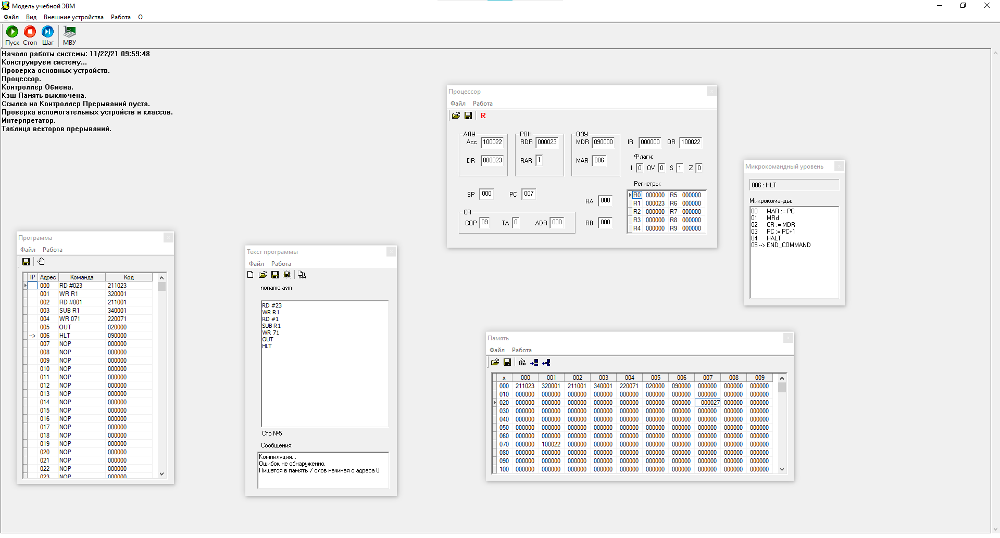 Модель учебной ЭВМ
Файл Вид Внешние устройства Работа О
Пуск Стоп Шаг МВУ
Начало работы системы: 11/22/21 09:59:48
Конструируем систему...
Проверка основных устройств.
Процессор.
Контроллер Обмена.
Кэш Память выключена.
Ссылка на Контроллер Прерываний пуста.
Проверка вспомогательных устройств и классов.
Интерпретатор.
Таблица векторов прерываний.
Процессор
Файл Работа
R
АЛУ РОН ОЗУ
Acc 100022 RDR 000023 MDR 090000 IR 000000 OR 100022
DR 000023 RAR 1 MAR 006
Флаги:
I 0 OV 0 S 1 Z 0
SP 000 PC 007 RA 000
CR
COP 09 TA 0 ADR 000 RB 000
Регистры:
R0 000000 R5 000000
R1 000023 R6 000000
R2 000000 R7 000000
R3 000000 R8 000000
R4 000000 R9 000000
Микрокомандный уровень
006 : HLT
Микрокоманды:
00 MAR := PC
01 MRd
02 CR := MDR
03 PC := PC+1
04 HALT
05 --> END_COMMAND
Программа
Файл Работа
IP Адрес Команда Код
000 RD #023 211023
001 WR R1 320001
002 RD #001 211001
003 SUB R1 340001
004 WR 071 220071
005 OUT 020000
--> 006 HLT 090000
007 NOP 000000
008 NOP 000000
009 NOP 000000
010 NOP 000000
011 NOP 000000
012 NOP 000000
013 NOP 000000
014 NOP 000000
015 NOP 000000
016 NOP 000000
017 NOP 000000
018 NOP 000000
019 NOP 000000
020 NOP 000000
021 NOP 000000
022 NOP 000000
023 NOP 000000
Текст программы
Файл Работа
noname.asm
RD #23
WR R1
RD #1
SUB R1
WR 71
OUT
HLT
Стр №5
Сообщения:
Компиляция...
Ошибок не обнаруженно.
Пишется в память 7 слов начиная с адреса 0
Память
Файл Работа
Go
x 000 001 002 003 004 005 006 007 008 009
000 211023 320001 211001 340001 220071 020000 090000 000000 000000 000000
010 000000 000000 000000 000000 000000 000000 000000 000000 000000 000000
020 000000 000000 000000 000000 000000 000000 000000 000027 000000 000000
030 000000 000000 000000 000000 000000 000000 000000 000000 000000 000000
040 000000 000000 000000 000000 000000 000000 000000 000000 000000 000000
050 000000 000000 000000 000000 000000 000000 000000 000000 000000 000000
060 000000 000000 000000 000000 000000 000000 000000 000000 000000 000000
070 000000 100022 000000 000000 000000 000000 000000 000000 000000 000000
080 000000 000000 000000 000000 000000 000000 000000 000000 000000 000000
090 000000 000000 000000 000000 000000 000000 000000 000000 000000 000000
100 000000 000000 000000 000000 000000 000000 000000 000000 000000 000000